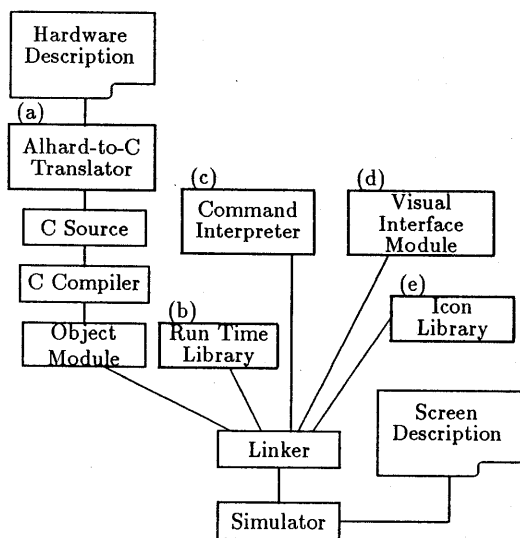 Hardware
Description
(a)
Alhard-to-C
Translator
C Source
C Compiler
Object
Module
(b)
Run Time
Library
(c)
Command
Interpreter
(d)
Visual
Interface
Module
(e)
Icon
Library
Screen
Description
Linker
Simulator